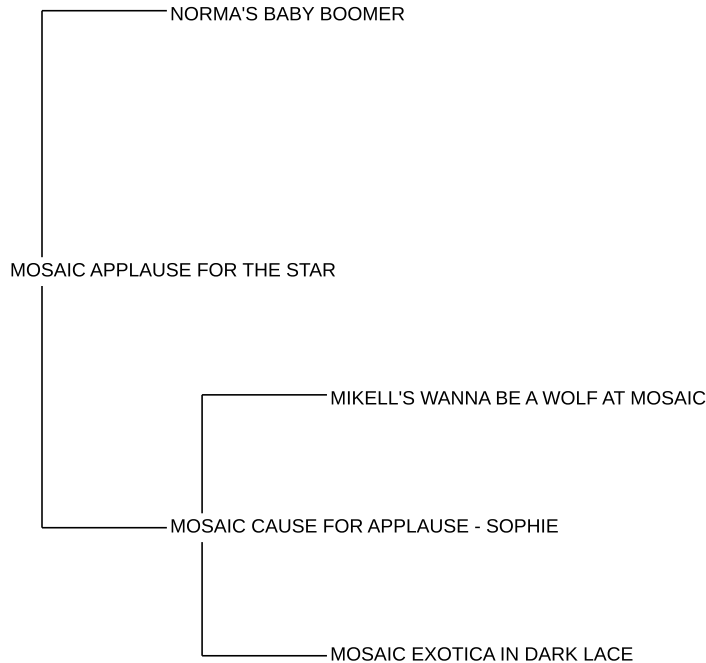 NORMA'S BABY BOOMER
MOSAIC APPLAUSE FOR THE STAR
MIKELL'S WANNA BE A WOLF AT MOSAIC
MOSAIC CAUSE FOR APPLAUSE - SOPHIE
MOSAIC EXOTICA IN DARK LACE